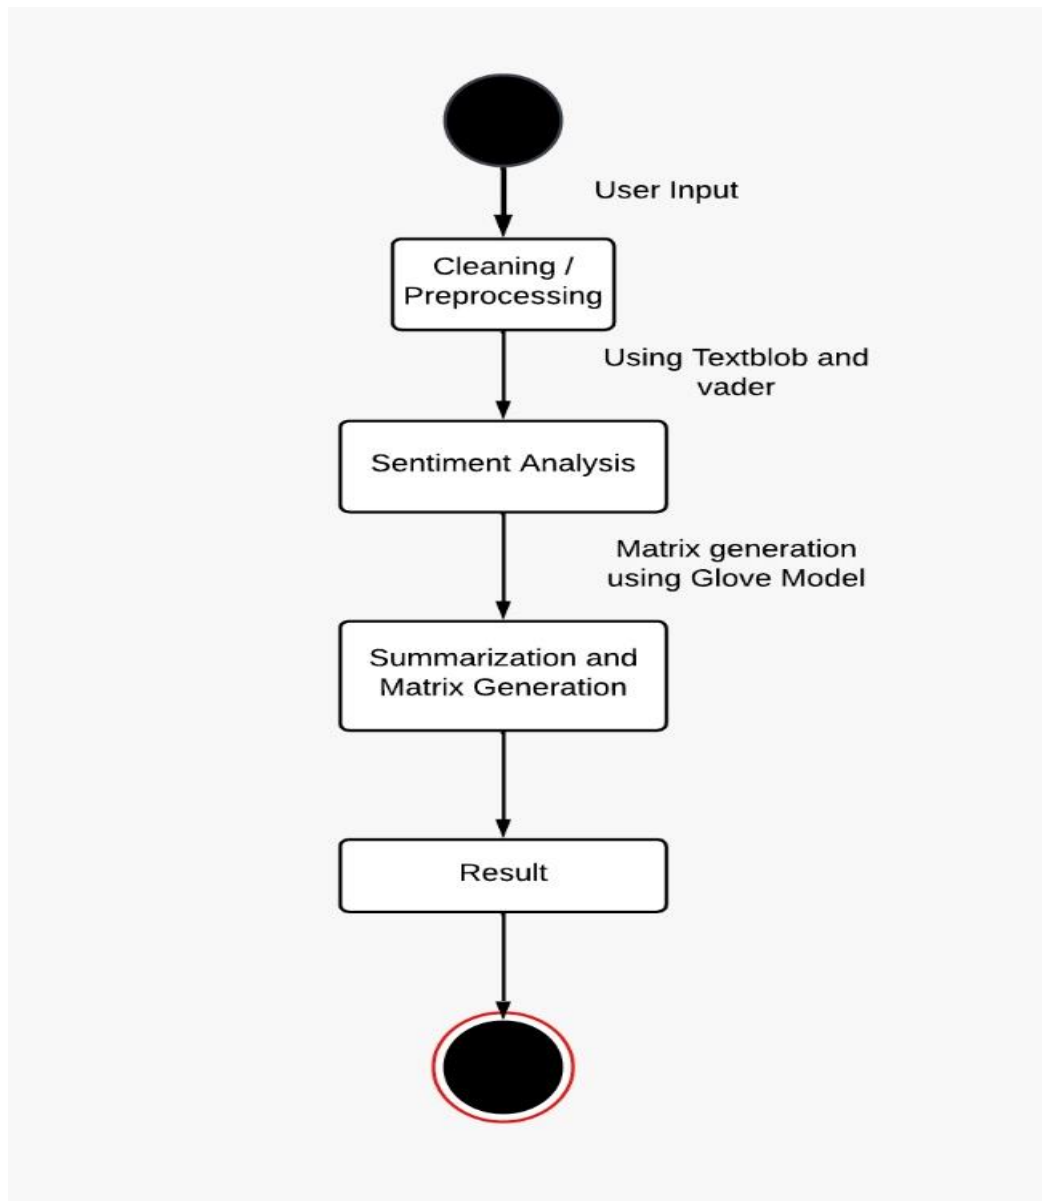 User Input
Cleaning /
Preprocessing
Using Textblob and
vader
Sentiment Analysis
Matrix generation
using Glove Model
Summarization and
Matrix Generation
Result